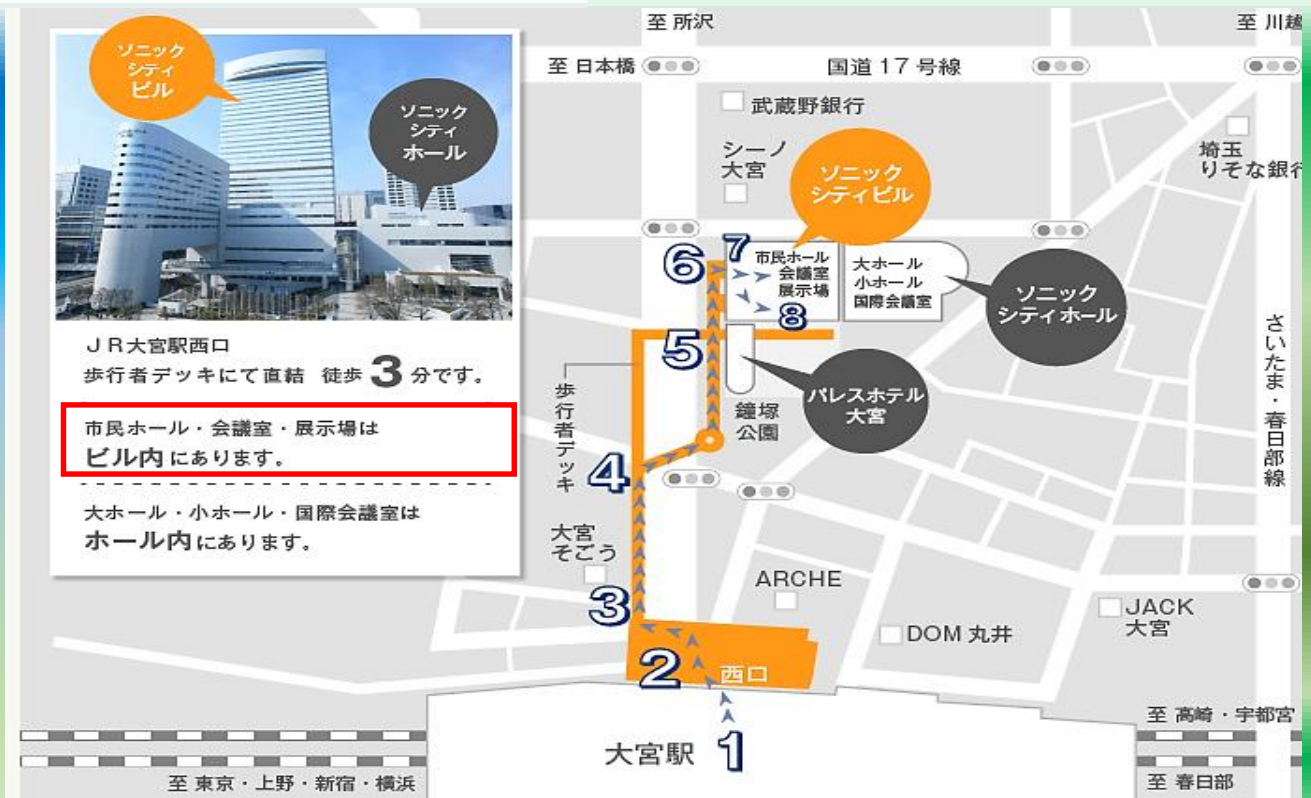 ソニック
シティ
ビル
ソニック
シティ
ホール
JR大宮駅西口
歩行者デッキにて直結 徒歩 3 分です。
市民ホール・会議室・展示場は
ビル内にあります。
大ホール・小ホール・国際会議室は
ホール内にあります。
至 所沢
至 川越
至 日本橋
国道 17 号線
武蔵野銀行
シーノ
大宮
埼玉
りそな銀行
ソニック
シティビル
6
7
市民ホール
会議室
展示場
8
大ホール
小ホール
国際会議室
ソニック
シティホール
5
パレスホテル
大宮
鐘塚
公園
歩行者デッキ
さいたま・春日部線
4
大宮
そごう
3
ARCHE
JACK
大宮
DOM 丸井
2
西口
1
大宮駅
至 高崎・宇都宮
至 東京・上野・新宿・横浜
至 春日部